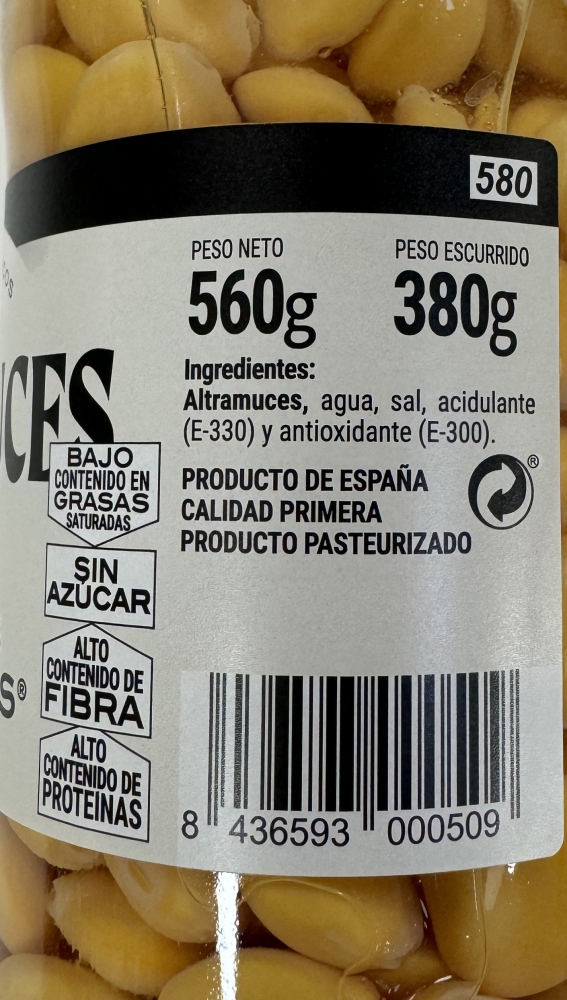 580
PESO NETO
560g
PESO ESCURRIDO
380g
Ingredientes:
Altramuces, agua, sal, acidulante
(E-330) y antioxidante (E-300).
PRODUCTO DE ESPAÑA
CALIDAD PRIMERA
PRODUCTO PASTEURIZADO
®
BAJO
CONTENIDO EN
GRASAS
SATURADAS
SIN
AZÚCAR
ALTO
CONTENIDO DE
FIBRA
ALTO
CONTENIDO DE
PROTEÍNAS
8 436593 000509